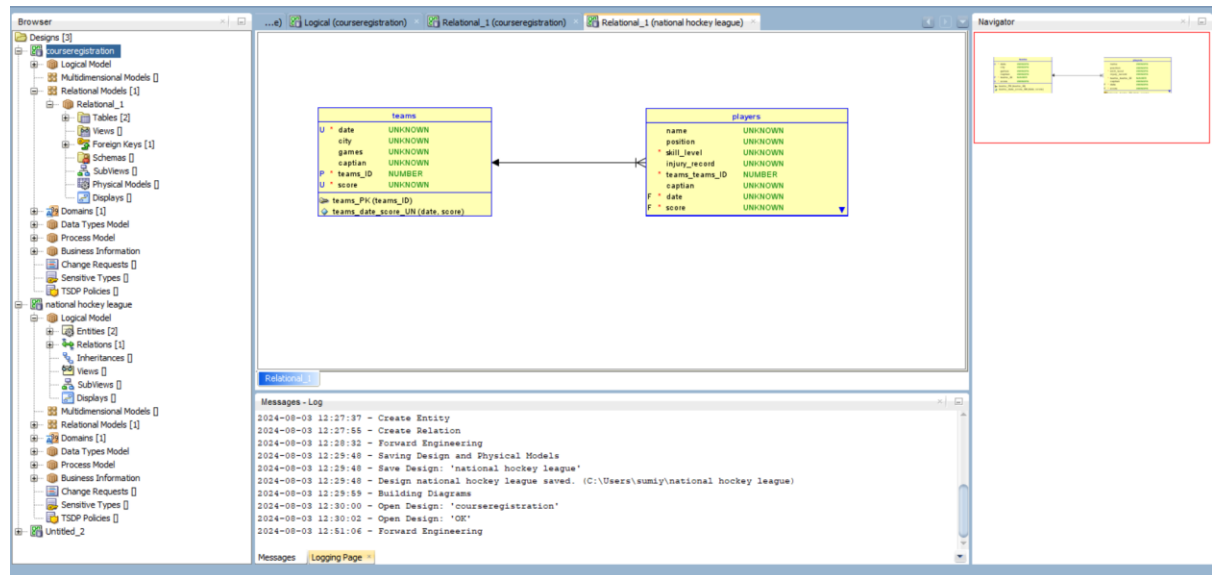 Browser
Designs [3]
courseregistration
Logical Model
Multidimensional Models []
Relational Models [1]
Relational_1
Tables [2]
Views []
Foreign Keys [1]
Schemas []
SubViews []
Physical Models []
Displays []
Domains [1]
Data Types Model
Process Model
Business Information
Change Requests []
Sensitive Types []
TSDP Policies []
national hockey league
Logical Model
Entities [2]
Relations [1]
Inheritances []
Views []
SubViews []
Displays []
Multidimensional Models []
Relational Models [1]
Domains [1]
Data Types Model
Process Model
Business Information
Change Requests []
Sensitive Types []
TSDP Policies []
Untitled_2
...e) Logical (courseregistration) Relational_1 (courseregistration) Relational_1 (national hockey league)
teams
U * date UNKNOWN
city UNKNOWN
games UNKNOWN
captian UNKNOWN
P * teams_ID NUMBER
U * score UNKNOWN
teams_PK (teams_ID)
teams_date_score_UN (date, score)
players
name UNKNOWN
position UNKNOWN
* skill_level UNKNOWN
injury_record UNKNOWN
* teams_teams_ID NUMBER
captian UNKNOWN
F * date UNKNOWN
F * score UNKNOWN
Relational_1
Messages - Log
2024-08-03 12:27:37 - Create Entity
2024-08-03 12:27:55 - Create Relation
2024-08-03 12:28:32 - Forward Engineering
2024-08-03 12:29:48 - Saving Design and Physical Models
2024-08-03 12:29:48 - Save Design: 'national hockey league'
2024-08-03 12:29:48 - Design national hockey league saved. (C:\Users\sumiy\national hockey league)
2024-08-03 12:29:59 - Building Diagrams
2024-08-03 12:30:00 - Open Design: 'courseregistration'
2024-08-03 12:30:02 - Open Design: 'OK'
2024-08-03 12:51:06 - Forward Engineering
Messages Logging Page
Navigator